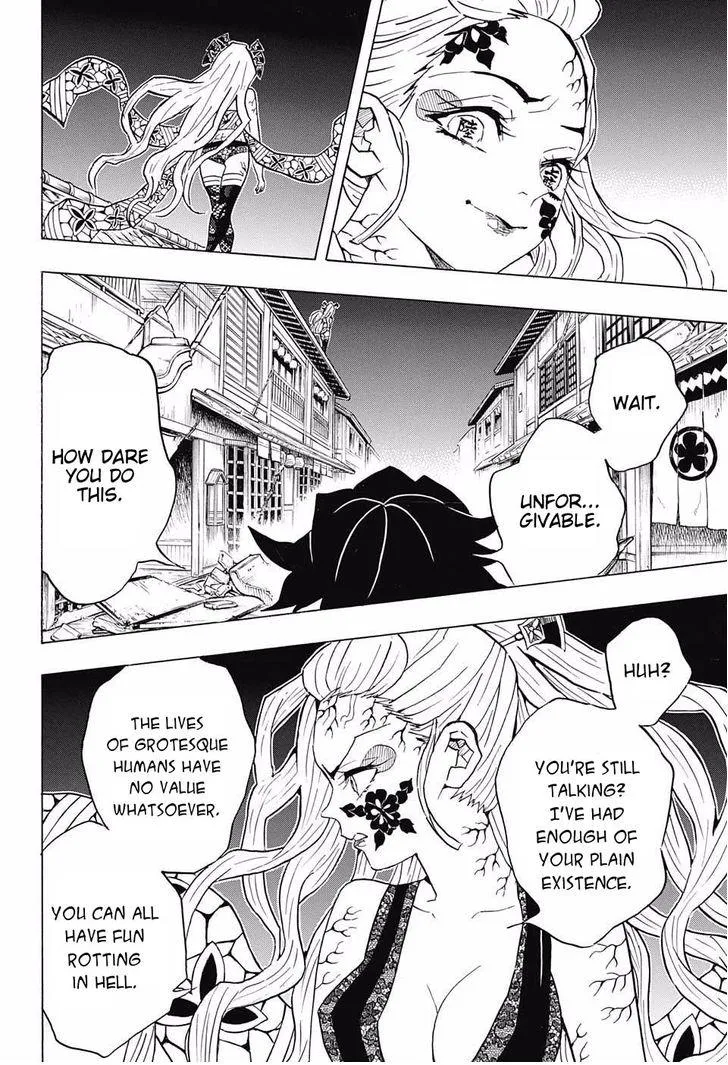 陸
WAIT.
UNFOR...
GIVABLE.
HOW DARE
YOU DO
THIS.
HUH?
YOU'RE STILL
TALKING?
I'VE HAD
ENOUGH OF
YOUR PLAIN
EXISTENCE.
THE LIVES
OF GROTESQUE
HUMANS HAVE
NO VALUE
WHATSOEVER.
YOU CAN ALL
HAVE FUN
ROTTING
IN HELL.